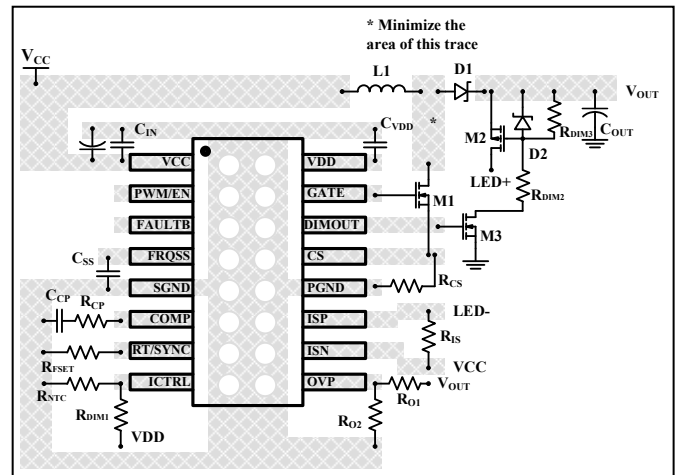 * Minimize the
area of this trace
VCC
L1
D1
VOUT
*
CIN
CVDD
M2
RDIM3
COUT
D2
VCC
VDD
LED+
PWM/EN
GATE
M1
RDIM2
FAULTB
DIMOUT
M3
CSS
FRQSS
CS
SGND
PGND
RCS
CCP
RCP
COMP
ISP
LED-
RIS
RT/SYNC
ISN
RFSET
VCC
ICTRL
OVP
VOUT
RNTC
RO1
RDIM1
RO2
VDD